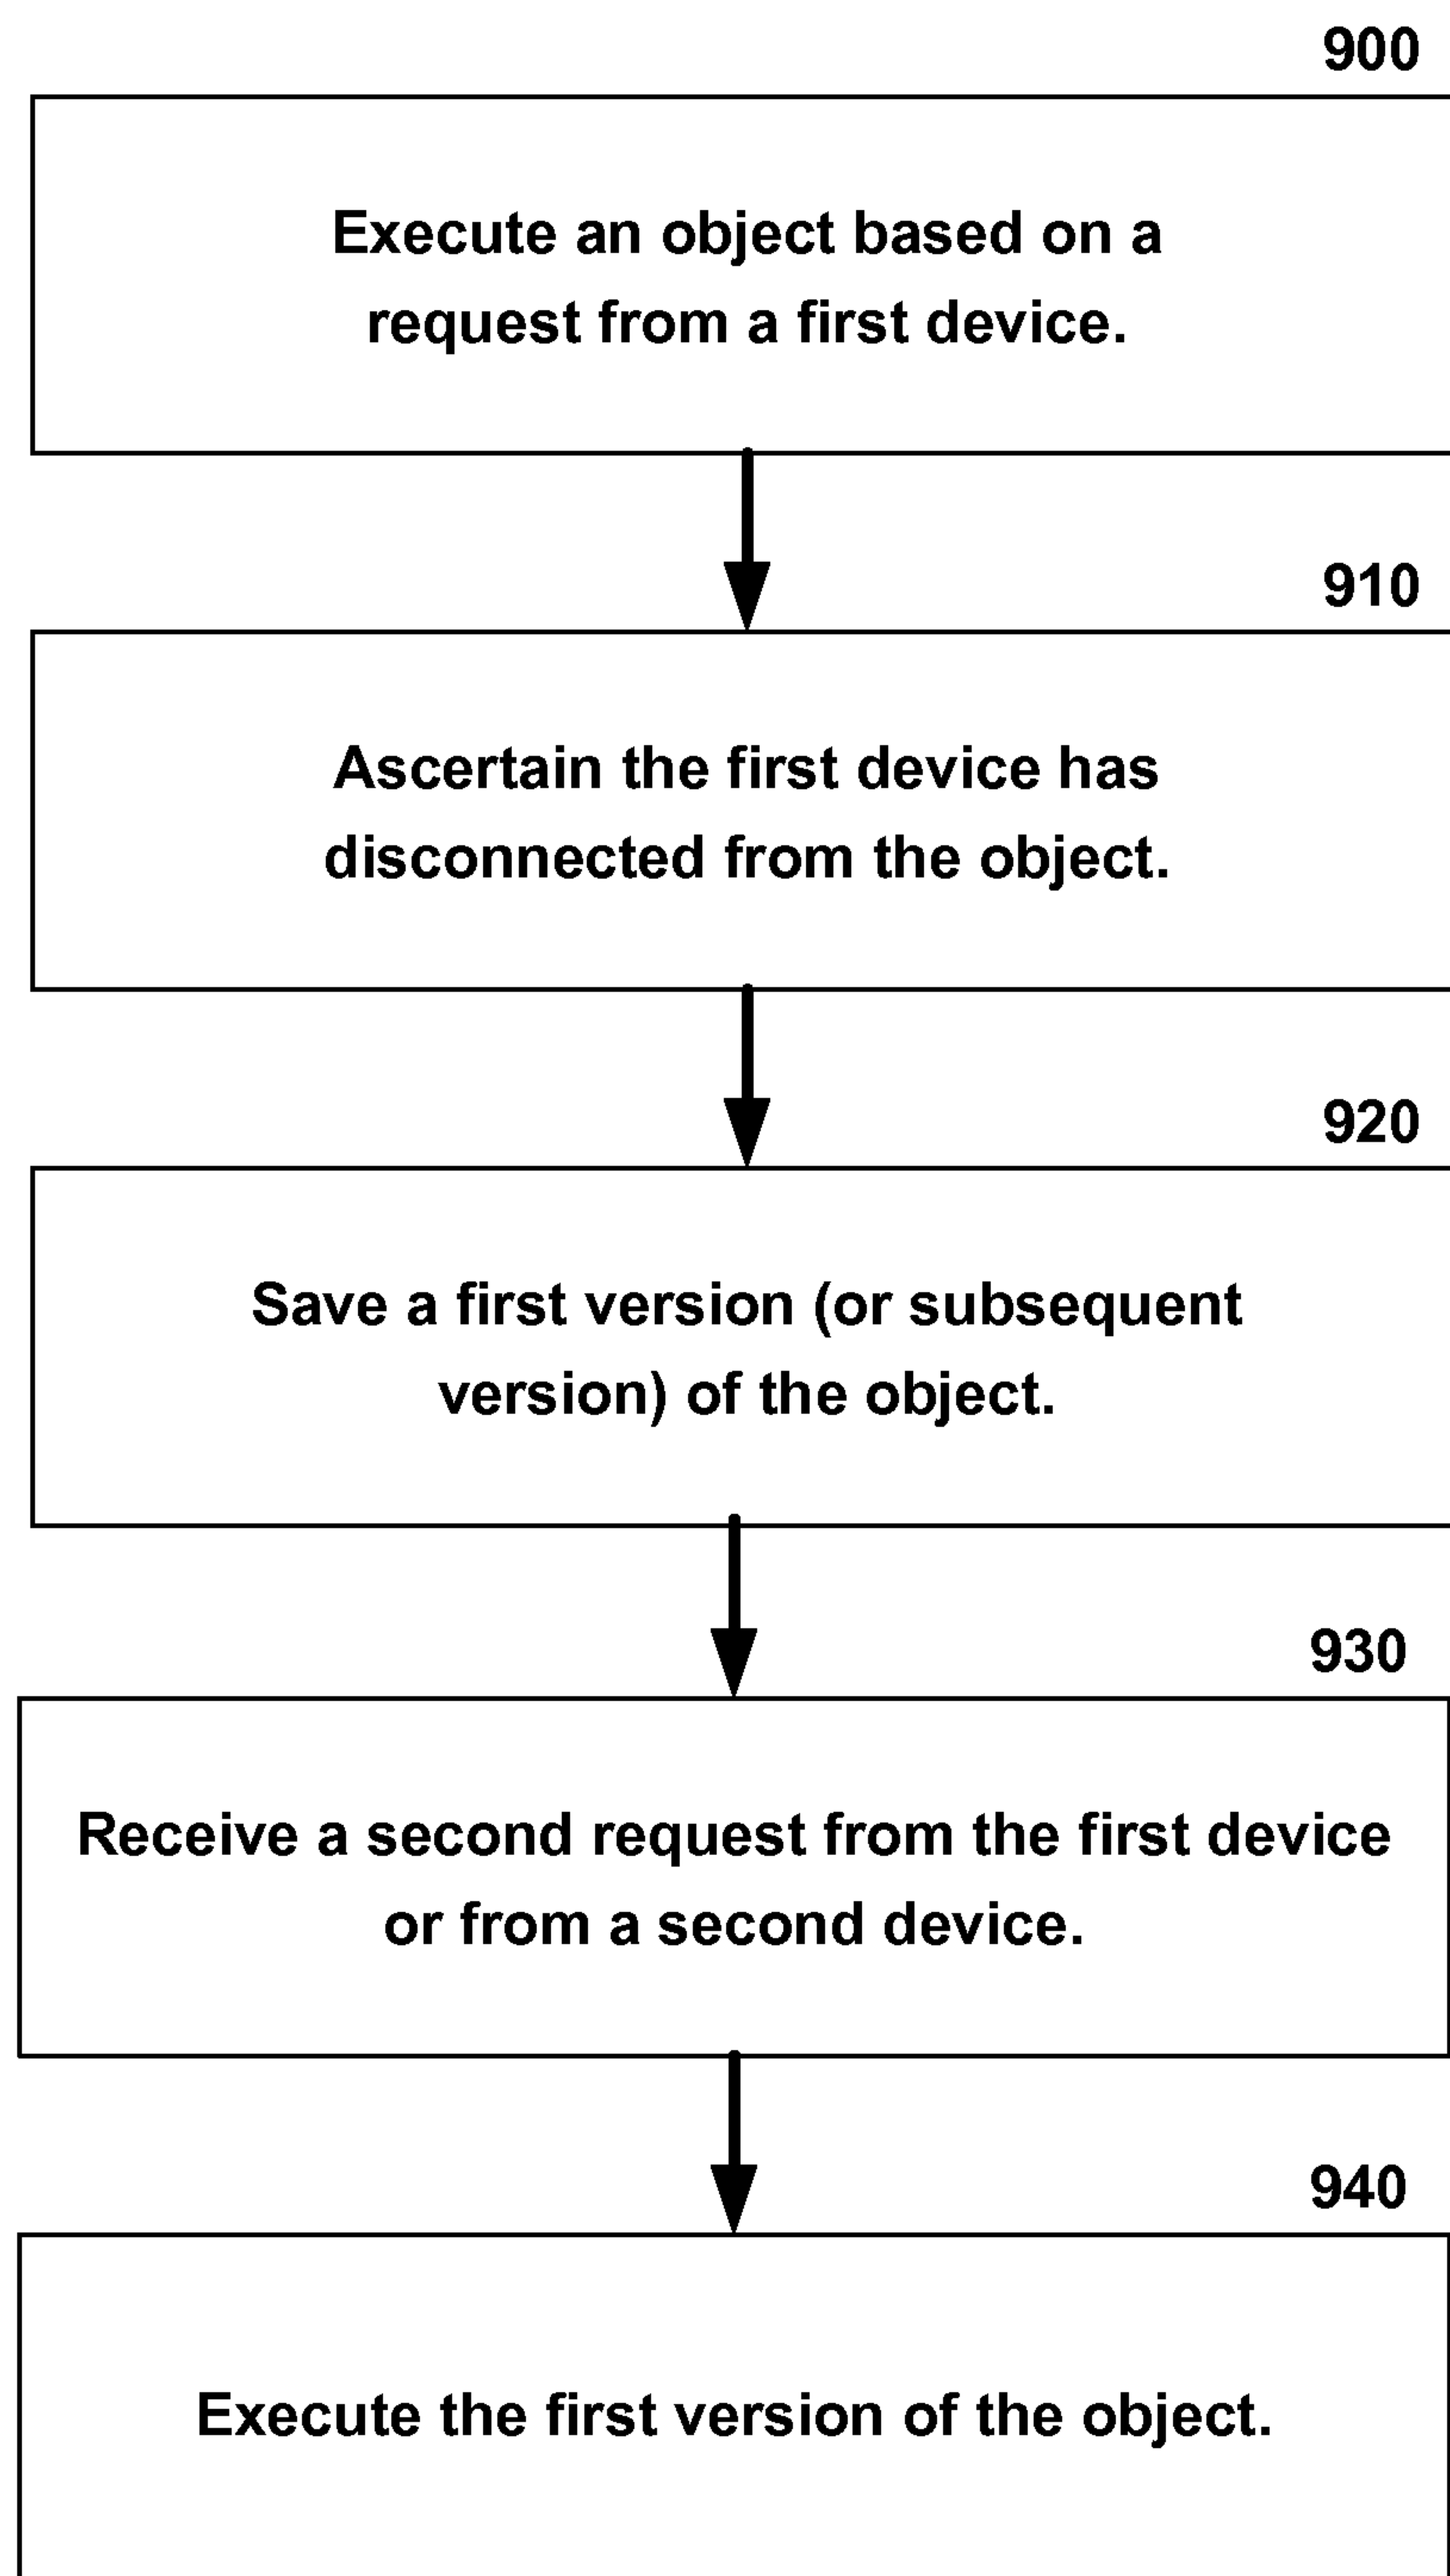 900
Execute an object based on a
request from a first device.
910
Ascertain the first device has
disconnected from the object.
920
Save a first version (or subsequent
version) of the object.
930
Receive a second request from the first device
or from a second device.
940
Execute the first version of the object.